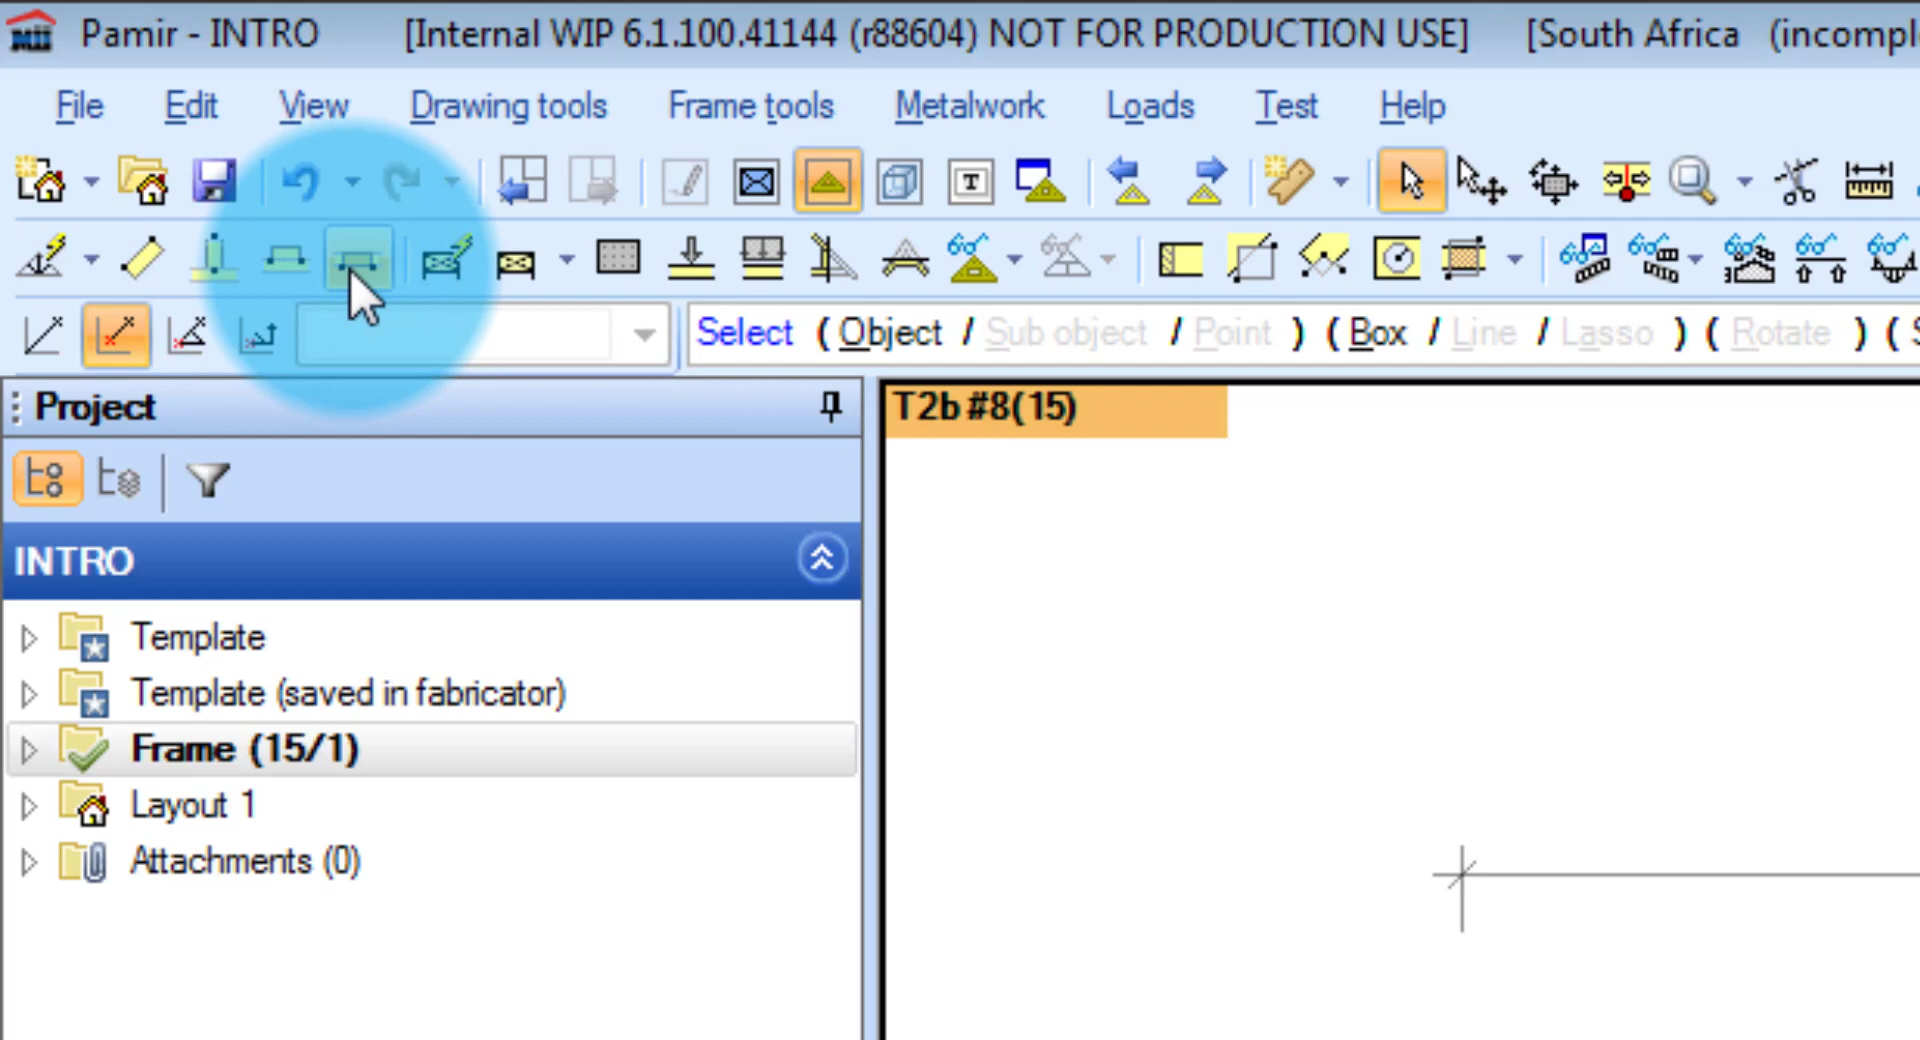 Pamir - INTRO [Internal WIP 6.1.100.41144 (r88604) NOT FOR PRODUCTION USE] [South Africa (incompl
File Edit View Drawing tools Frame tools Metalwork Loads Test Help
Select ( Object / Sub object / Point ) ( Box / Line / Lasso ) ( Rotate ) ( S
Project
T2b #8(15)
INTRO
Template
Template (saved in fabricator)
Frame (15/1)
Layout 1
Attachments (0)